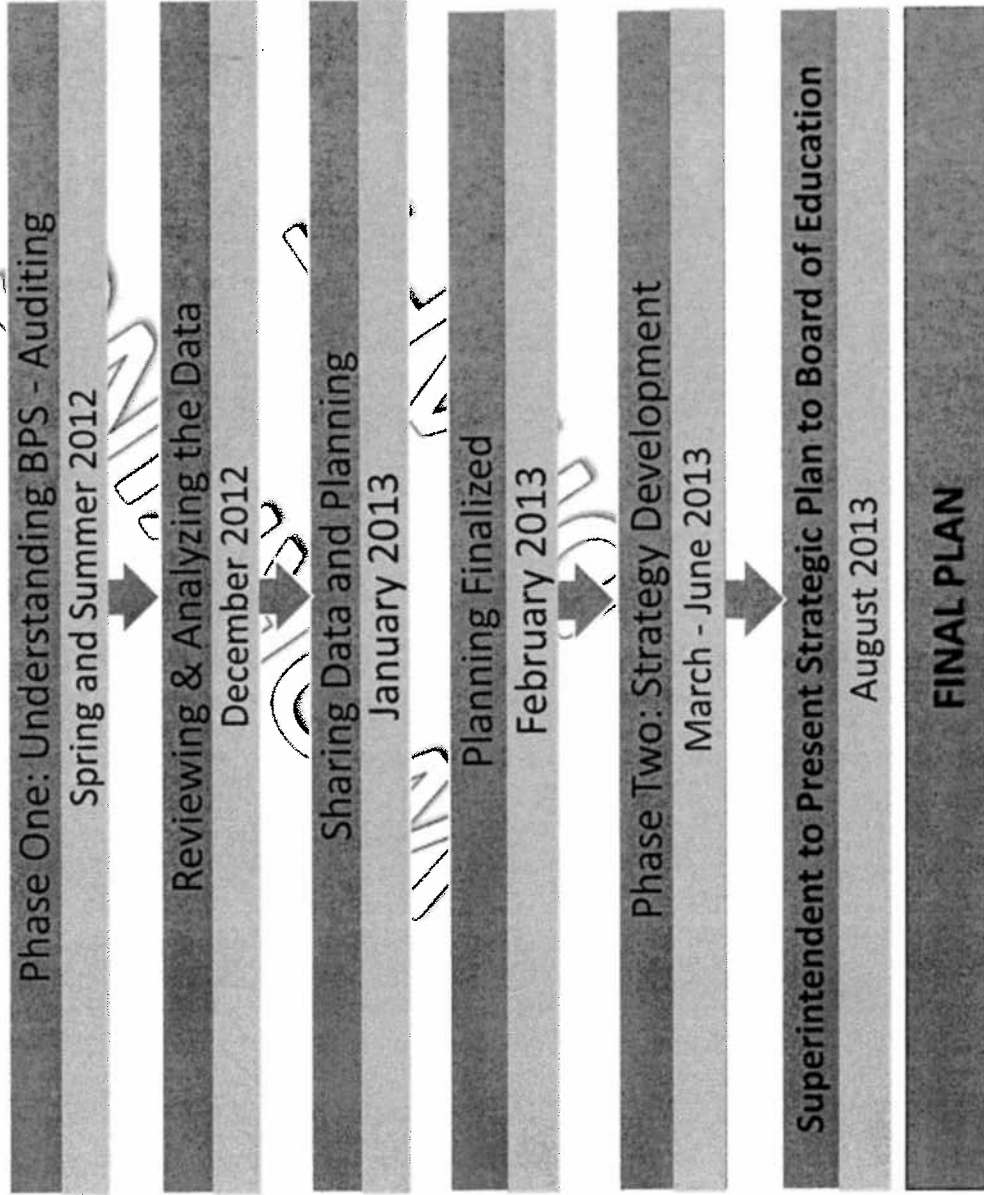 Phase One: Understanding BPS - Auditing
Spring and Summer 2012
Reviewing & Analyzing the Data
December 2012
Sharing Data and Planning
January 2013
Planning Finalized
February 2013
Phase Two: Strategy Development
March - June 2013
Superintendent to Present Strategic Plan to Board of Education
August 2013
FINAL PLAN